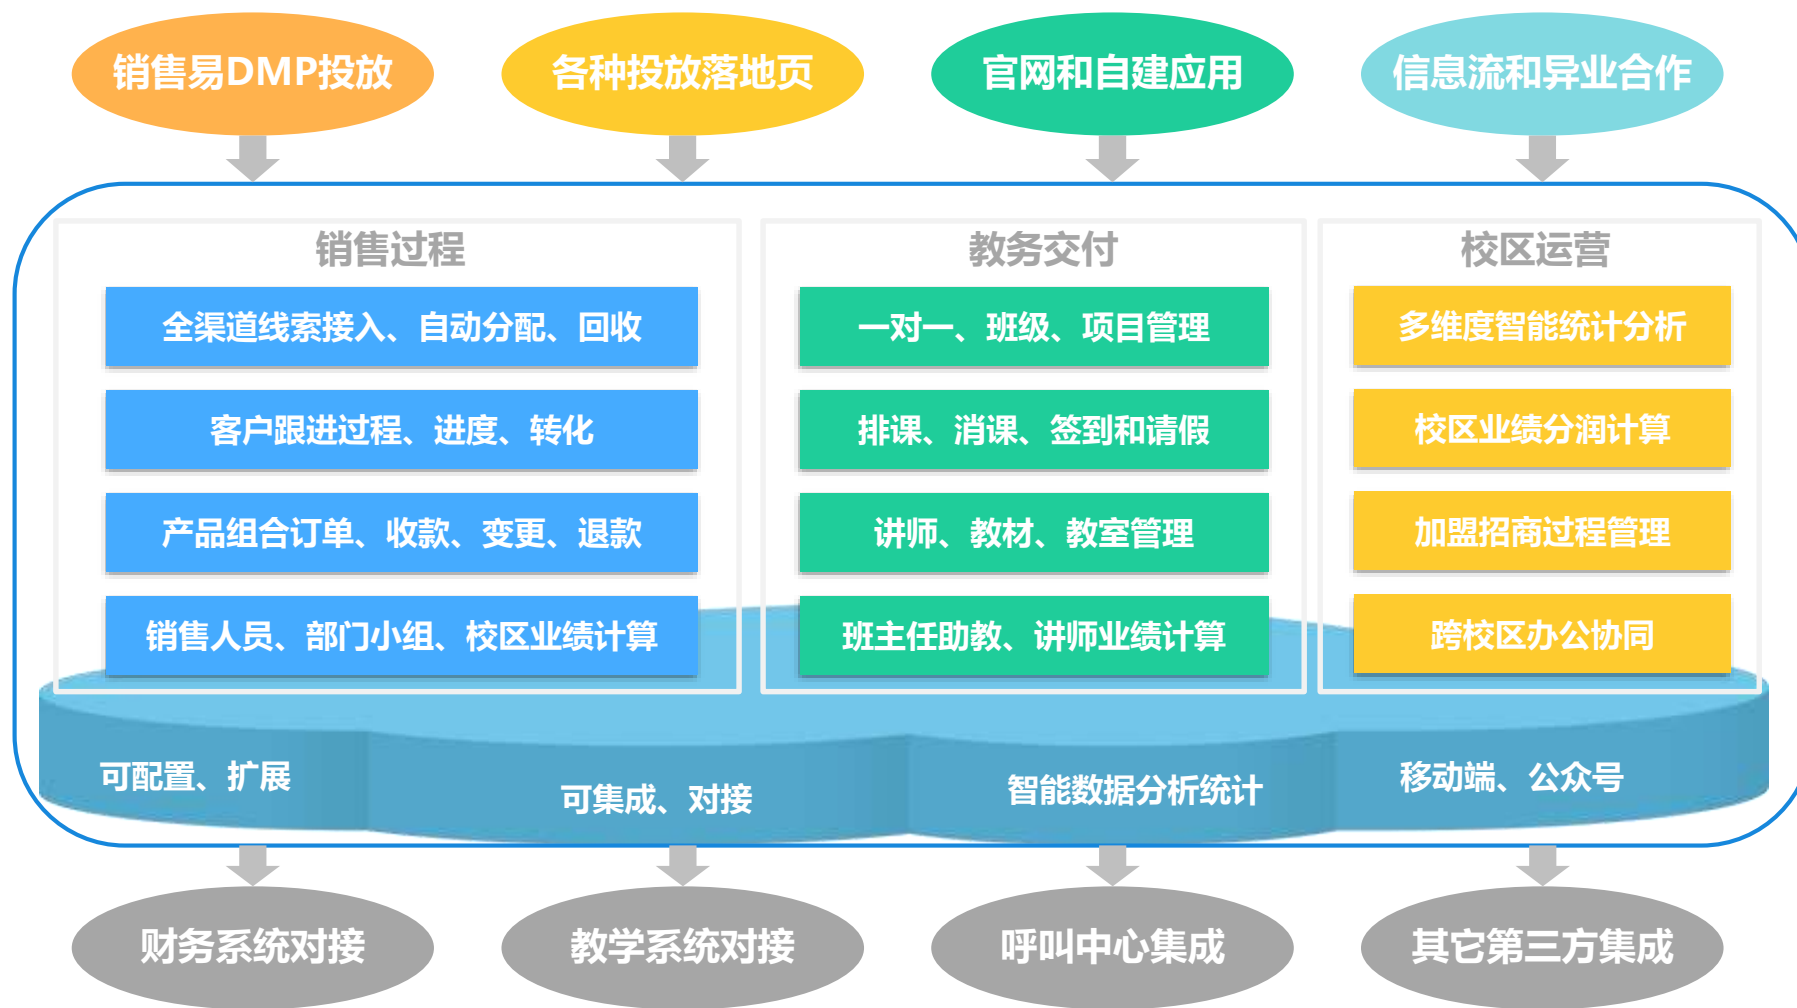 销售易DMP投放
各种投放落地页
官网和自建应用
信息流和异业合作
销售过程
全渠道线索接入、自动分配、回收
客户跟进过程、进度、转化
产品组合订单、收款、变更、退款
销售人员、部门小组、校区业绩计算
教务交付
一对一、班级、项目管理
排课、消课、签到和请假
讲师、教材、教室管理
班主任助教、讲师业绩计算
校区运营
多维度智能统计分析
校区业绩分润计算
加盟招商过程管理
跨校区办公协同
可配置、扩展
可集成、对接
智能数据分析统计
移动端、公众号
财务系统对接
教学系统对接
呼叫中心集成
其它第三方集成